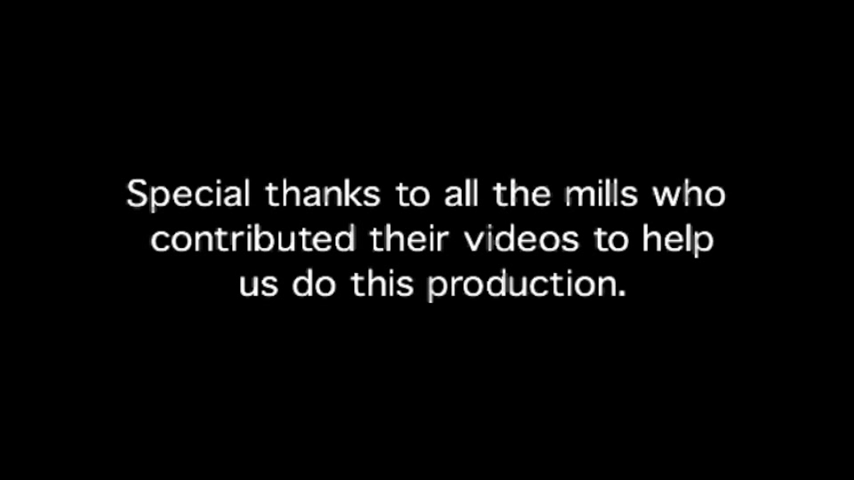 Special thanks to all the mills who
contributed their videos to help
us do this production.